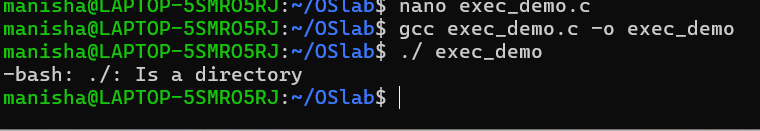 manisha@LAPTOP-5SMRO5RJ:~/OSlab$ nano exec_demo.c
manisha@LAPTOP-5SMRO5RJ:~/OSlab$ gcc exec_demo.c -o exec_demo
manisha@LAPTOP-5SMRO5RJ:~/OSlab$ ./ exec_demo
-bash: ./: Is a directory
manisha@LAPTOP-5SMRO5RJ:~/OSlab$